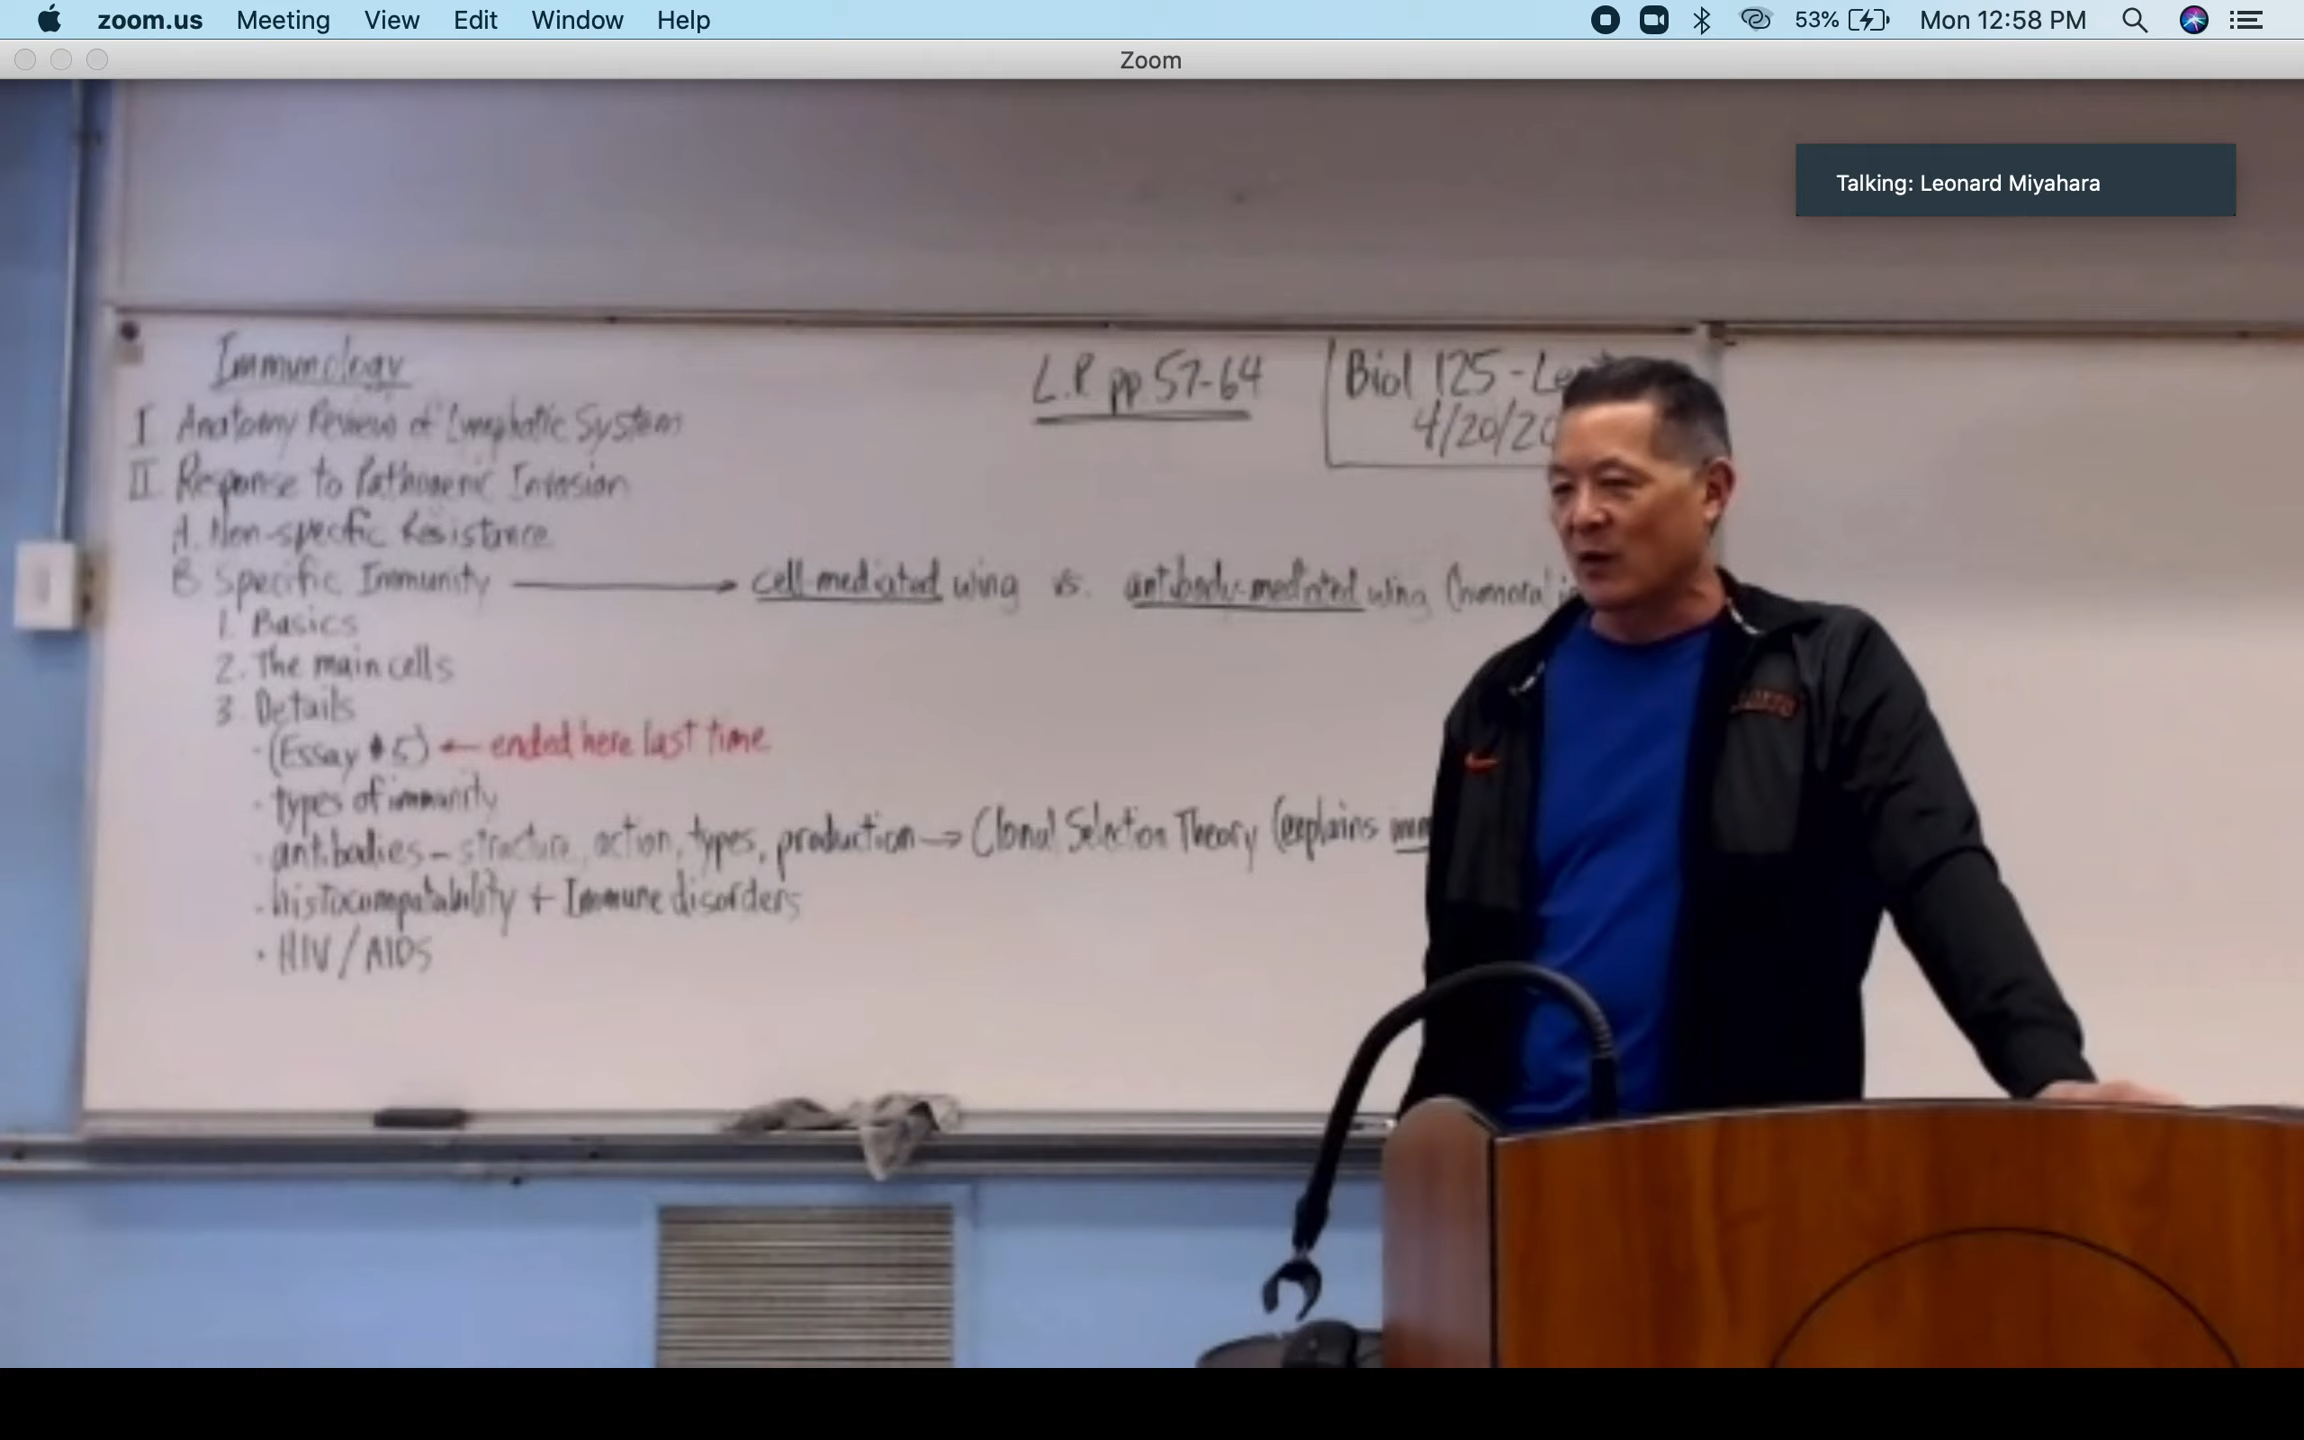 zoom.us Meeting View Edit Window Help 53% Mon 12:58 PM
Zoom
Talking: Leonard Miyahara
Immunology
L.P. pp. 57-64
Biol 125 - Le
4/20/20
I Anatomy Review of Lymphatic System
II Response to Pathogenic Invasion
A. Non-specific Resistance
B Specific Immunity → cell-mediated wing vs. antibody-mediated wing (humoral
1. Basics
2. The main cells
3. Details
· (Essay #5) ← ended here last time
· types of immunity
· antibodies - structure, action, types, production → Clonal Selection Theory (explains
· histocompatability + Immune disorders
· HIV / AIDS